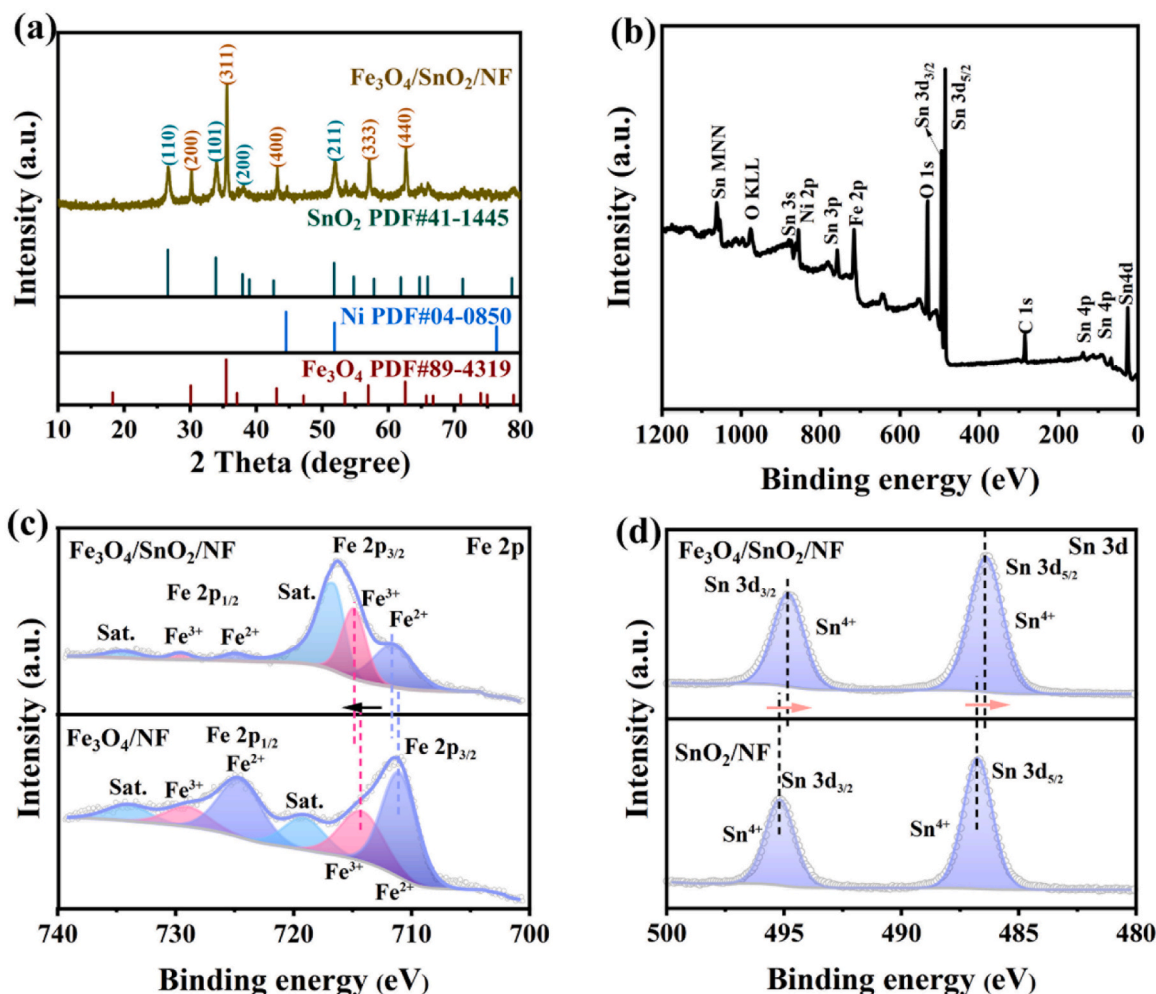 (a)
Fe₃O₄/SnO₂/NF
(110)
(200)
(101)
(311)
(200)
(400)
(211)
(333)
(440)
SnO₂ PDF#41-1445
Ni PDF#04-0850
Fe₃O₄ PDF#89-4319
Intensity (a.u.)
10 20 30 40 50 60 70 80
2 Theta (degree)
(b)
Sn MNN
O KLL
Sn 3s
Ni 2p
Sn 3p
Fe 2p
O 1s
Sn 3d₃/₂
Sn 3d₅/₂
C 1s
Sn 4p
Sn 4p
Sn4d
Intensity (a.u.)
1200 1000 800 600 400 200 0
Binding energy (eV)
(c)
Fe₃O₄/SnO₂/NF
Fe 2p₃/₂
Fe 2p
Fe 2p₁/₂
Sat.
Fe³⁺
Fe²⁺
Sat.
Fe³⁺
Fe²⁺
Fe₃O₄/NF
Fe 2p₁/₂
Fe²⁺
Fe 2p₃/₂
Sat.
Fe³⁺
Sat.
Fe³⁺
Fe²⁺
Intensity (a.u.)
740 730 720 710 700
Binding energy (eV)
(d)
Fe₃O₄/SnO₂/NF
Sn 3d
Sn 3d₃/₂
Sn 3d₅/₂
Sn⁴⁺
Sn⁴⁺
SnO₂/NF
Sn 3d₃/₂
Sn 3d₅/₂
Sn⁴⁺
Sn⁴⁺
Intensity (a.u.)
500 495 490 485 480
Binding energy (eV)